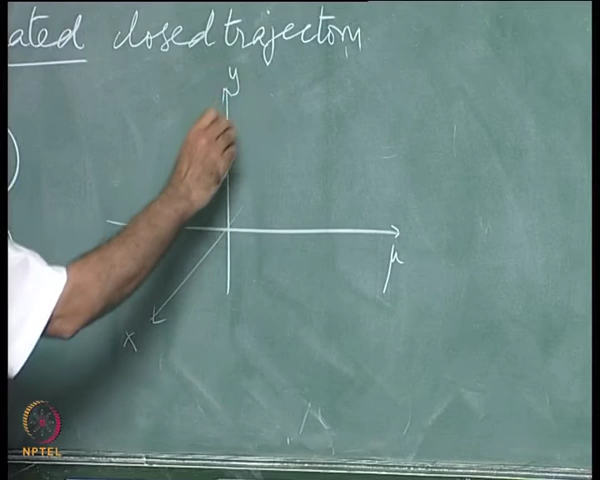 ated closed trajectory
y
μ
x
NPTEL